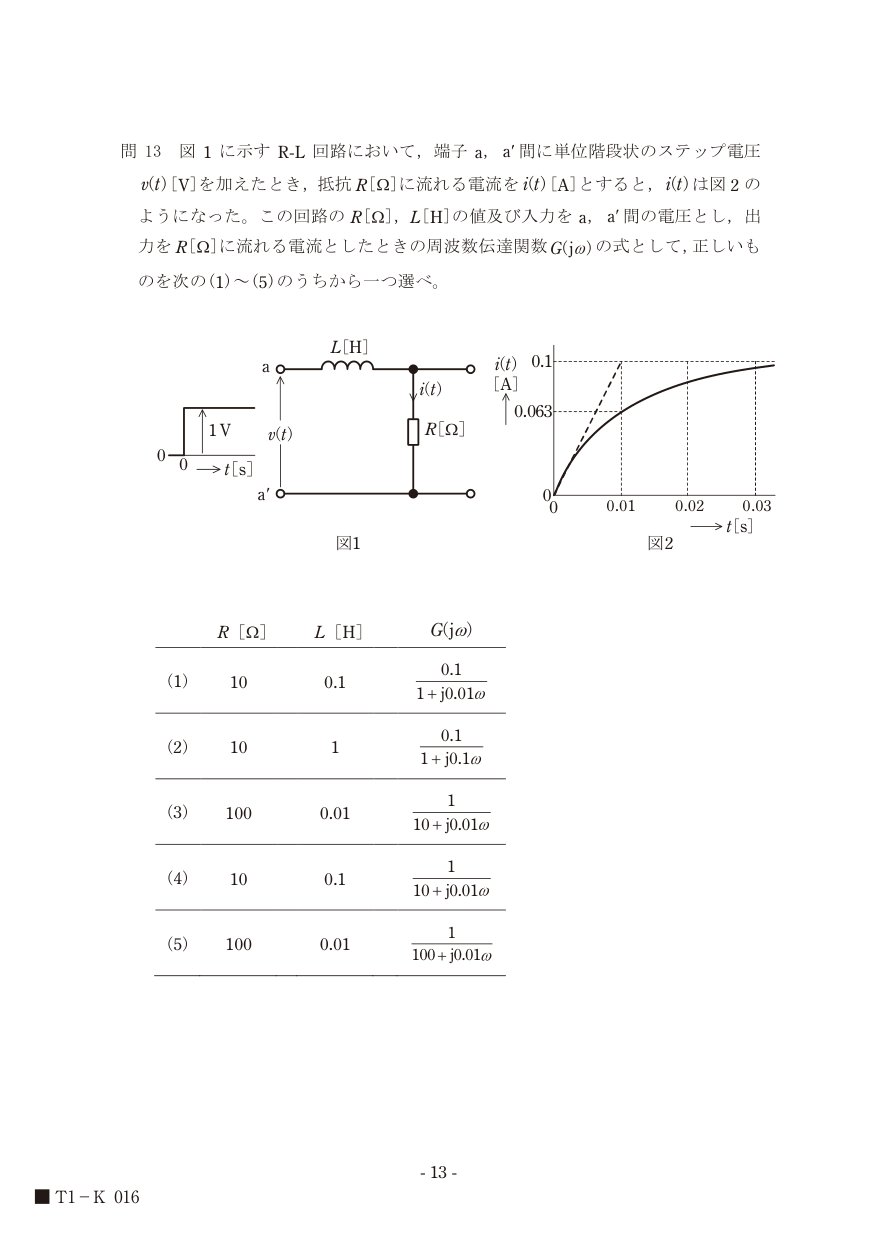 問 13　図 1 に示す R-L 回路において，端子 a， a′ 間に単位階段状のステップ電圧
v(t)［V］を加えたとき，抵抗 R［Ω］に流れる電流を i(t)［A］とすると， i(t) は図 2 の
ようになった。この回路の R［Ω］，L［H］の値及び入力を a， a′ 間の電圧とし，出
力を R［Ω］に流れる電流としたときの周波数伝達関数 G(jω) の式として，正しいも
のを次の(1)～(5)のうちから一つ選べ。
L［H］
a
i(t)
R［Ω］
v(t)
a′
1 V
0
0
t［s］
図1
i(t)
［A］
0.1
0.063
0
0
0.01
0.02
0.03
t［s］
図2
R［Ω］ L［H］ G(jω)
(1) 10 0.1 0.1/(1＋j0.01ω)
(2) 10 1 0.1/(1＋j0.1ω)
(3) 100 0.01 1/(10＋j0.01ω)
(4) 10 0.1 1/(10＋j0.01ω)
(5) 100 0.01 1/(100＋j0.01ω)
- 13 -
■ T1－K 016